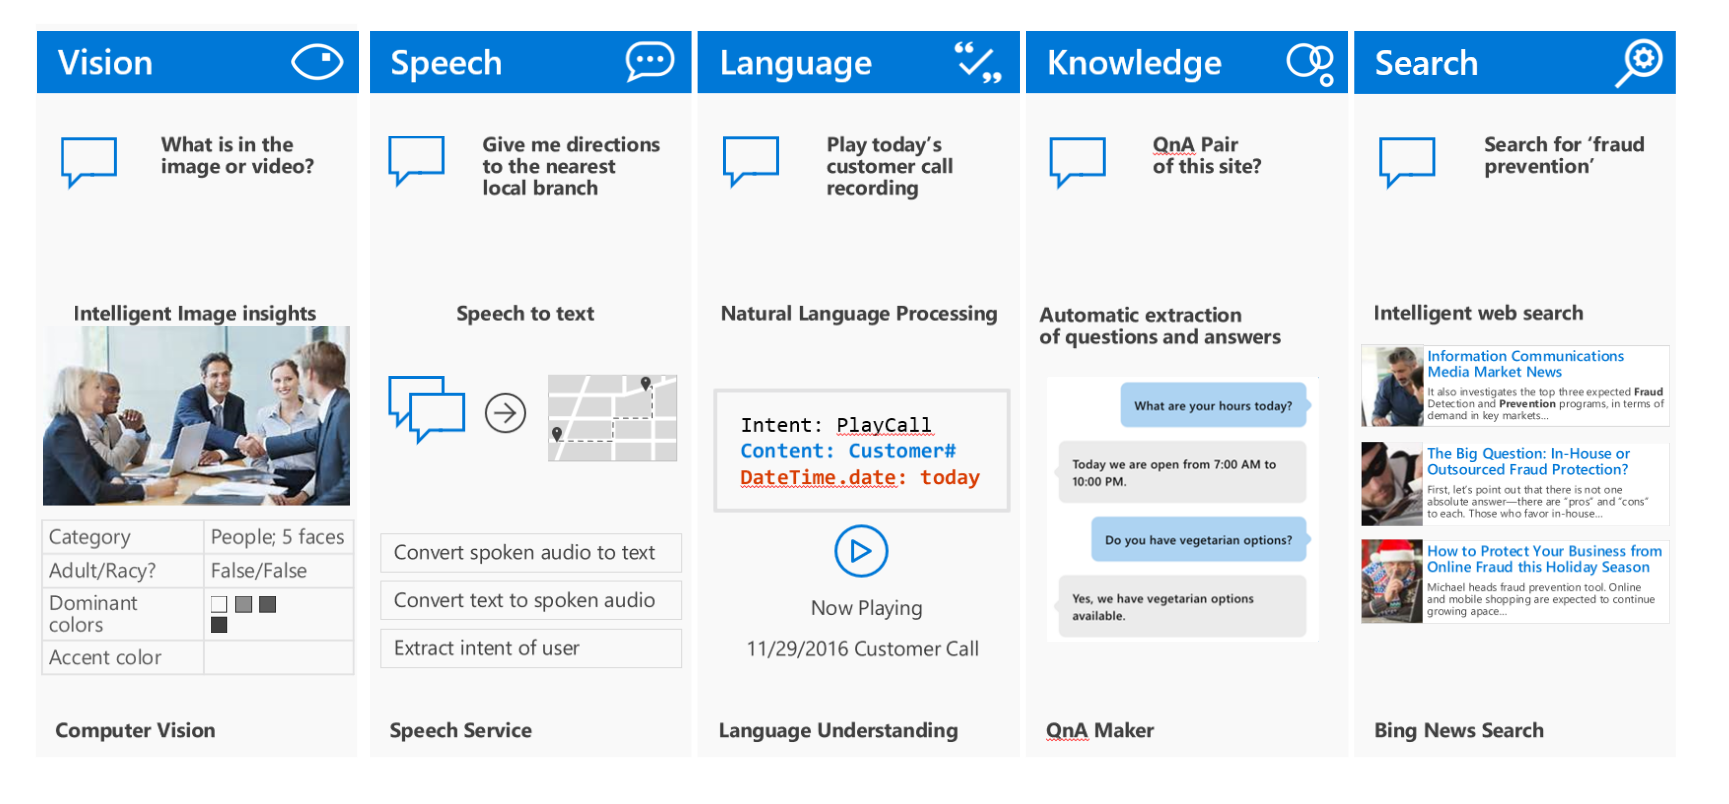 Vision
What is in the
image or video?
Intelligent Image insights
Category People; 5 faces
Adult/Racy? False/False
Dominant
colors
Accent color
Computer Vision
Speech
Give me directions
to the nearest
local branch
Speech to text
Convert spoken audio to text
Convert text to spoken audio
Extract intent of user
Speech Service
Language
Play today’s
customer call
recording
Natural Language Processing
Intent: PlayCall
Content: Customer#
DateTime.date: today
Now Playing
11/29/2016 Customer Call
Language Understanding
Knowledge
QnA Pair
of this site?
Automatic extraction
of questions and answers
What are your hours today?
Today we are open from 7:00 AM to
10:00 PM.
Do you have vegetarian options?
Yes, we have vegetarian options
available.
QnA Maker
Search
Search for ‘fraud
prevention’
Intelligent web search
Information Communications
Media Market News
It also investigates the top three expected Fraud
Detection and Prevention programs, in terms of
demand in key markets...
The Big Question: In-House or
Outsourced Fraud Protection?
First, let’s point out that there is not one
absolute answer—there are “pros” and “cons”
to each. Those who favor in-house...
How to Protect Your Business from
Online Fraud this Holiday Season
Michael heads fraud prevention tool. Online
and mobile shopping are expected to continue
growing apace...
Bing News Search